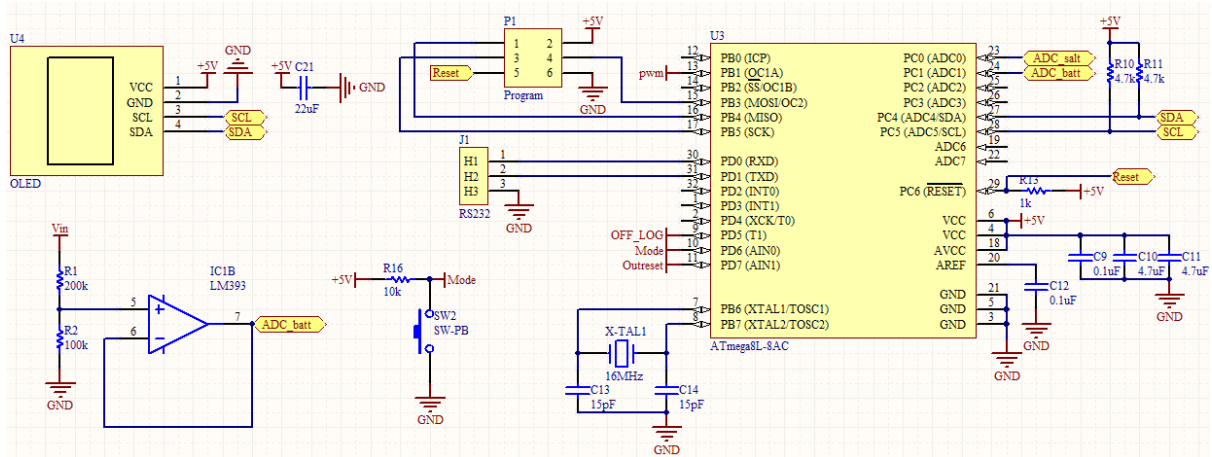 U4
VCC
GND
SCL
SDA
1
2
3
4
+5V
GND
SCL
SDA
OLED
+5V
C21
22uF
GND
P1
1 2
3 4
5 6
Program
Reset
+5V
GND
J1
H1 1
H2 2
H3 3
RS232
GND
Vin
R1
200k
R2
100k
GND
IC1B
LM393
5
6
7
ADC_batt
+5V
R16
10k
Mode
SW2
SW-PB
GND
U3
12 PB0 (ICP)
pwm 13 PB1 (OC1A)
14 PB2 (SS/OC1B)
15 PB3 (MOSI/OC2)
16 PB4 (MISO)
17 PB5 (SCK)
30 PD0 (RXD)
31 PD1 (TXD)
32 PD2 (INT0)
1 PD3 (INT1)
2 PD4 (XCK/T0)
OFF_LOG 9 PD5 (T1)
Mode 10 PD6 (AIN0)
Outreset 11 PD7 (AIN1)
7 PB6 (XTAL1/TOSC1)
8 PB7 (XTAL2/TOSC2)
PC0 (ADC0) 23 ADC_salt
PC1 (ADC1) 24 ADC_batt
PC2 (ADC2) 25
PC3 (ADC3) 26
PC4 (ADC4/SDA) 27 SDA
PC5 (ADC5/SCL) 28 SCL
ADC6 19
ADC7 22
PC6 (RESET) 29 Reset
VCC 6 +5V
VCC 4
AVCC 18
AREF 20
GND 21
GND 5
GND 3
ATmega8L-8AC
X-TAL1
16MHz
C13
15pF
C14
15pF
GND
+5V
R10
4.7k
R11
4.7k
R13
1k
+5V
C9
0.1uF
C10
4.7uF
C11
4.7uF
GND
C12
0.1uF
GND
GND